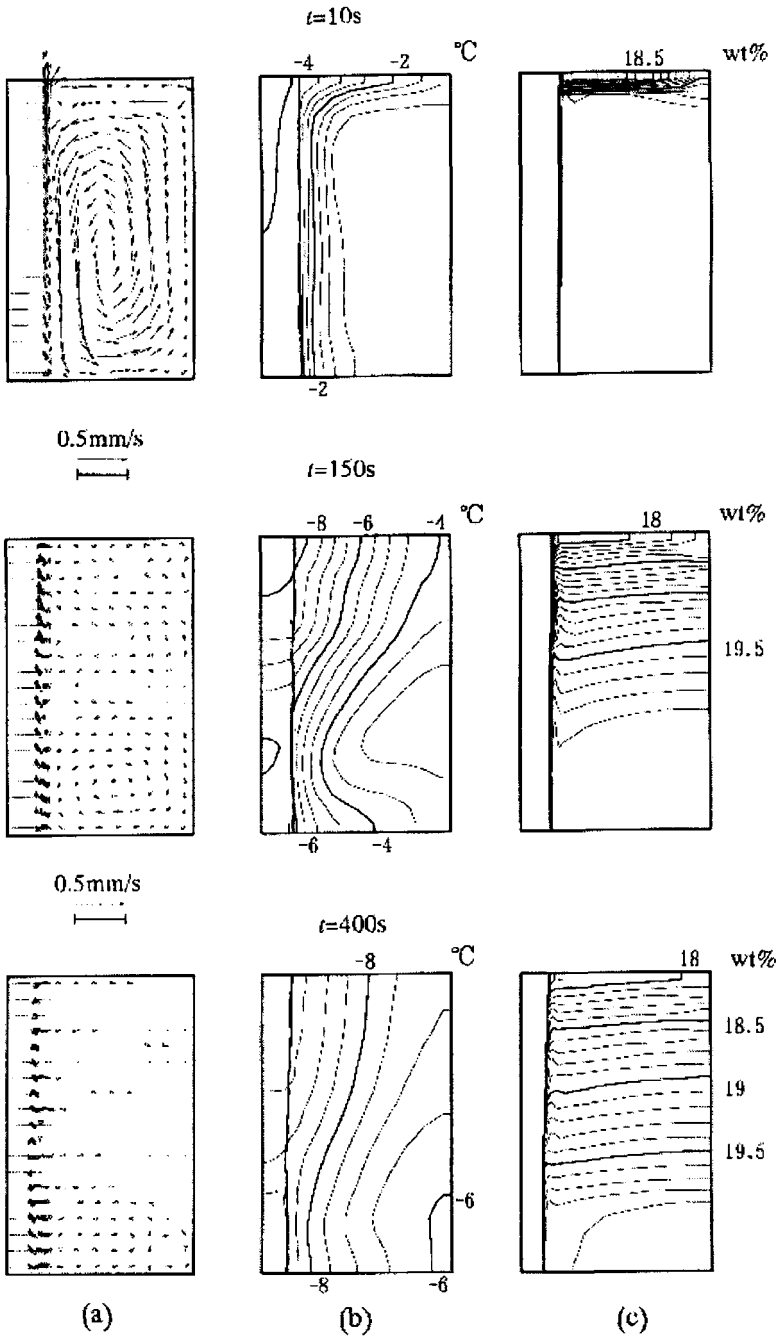 t=10s
-4 -2 °C
18.5 wt%
-2
0.5mm/s
t=150s
-8 -6 -4 °C
18 wt%
19.5
-6 -4
0.5mm/s
t=400s
-8 °C
18 wt%
18.5
19
19.5
-6
-8 -6
(a) (b) (c)